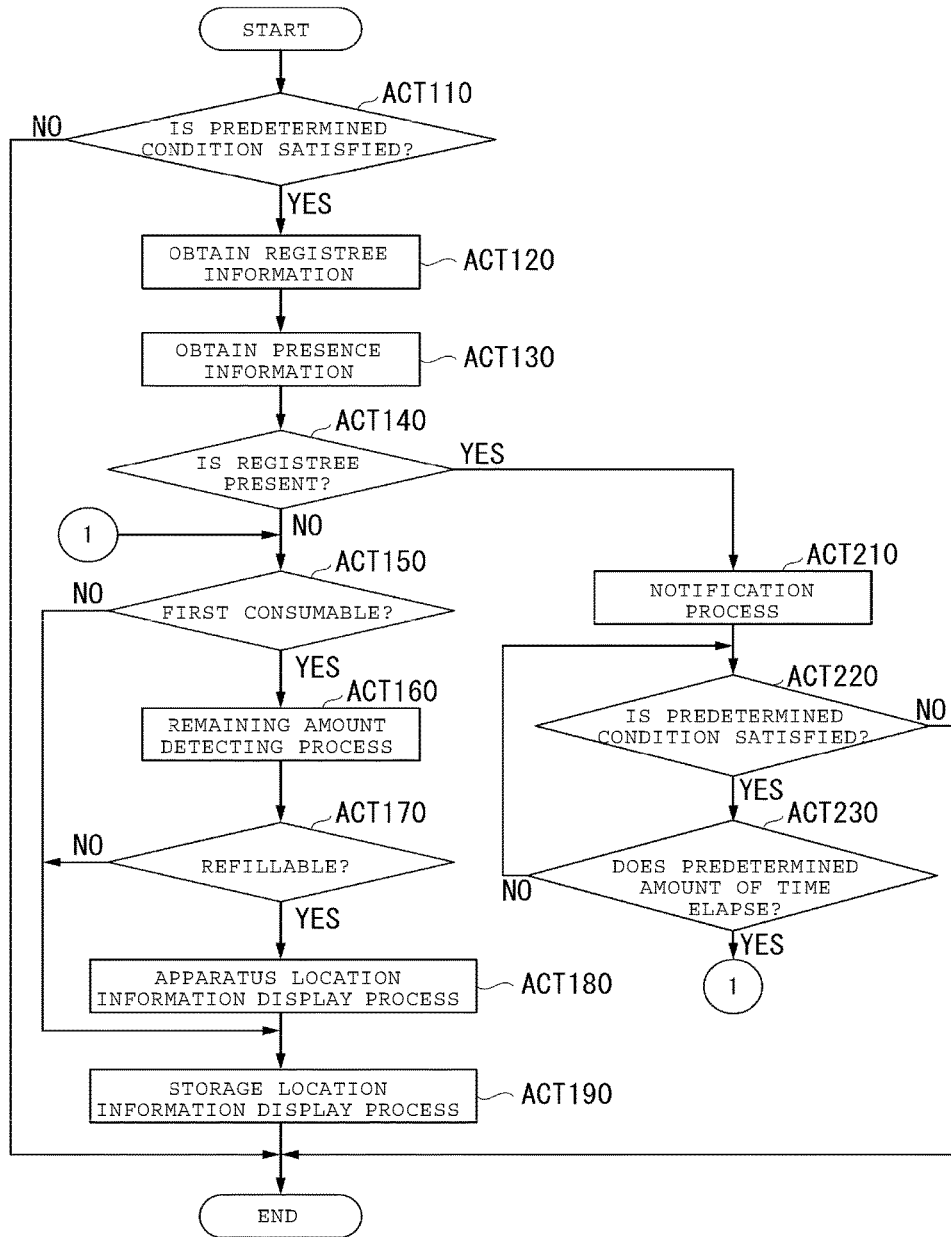 START
ACT110
NO
IS PREDETERMINED
CONDITION SATISFIED?
YES
OBTAIN REGISTREE
INFORMATION
ACT120
OBTAIN PRESENCE
INFORMATION
ACT130
ACT140
IS REGISTREE
PRESENT?
YES
NO
1
ACT150
NO
FIRST CONSUMABLE?
YES
ACT160
REMAINING AMOUNT
DETECTING PROCESS
ACT170
NO
REFILLABLE?
YES
APPARATUS LOCATION
INFORMATION DISPLAY PROCESS
ACT180
STORAGE LOCATION
INFORMATION DISPLAY PROCESS
ACT190
END
ACT210
NOTIFICATION
PROCESS
ACT220
IS PREDETERMINED
CONDITION SATISFIED?
NO
YES
ACT230
DOES PREDETERMINED
AMOUNT OF TIME
ELAPSE?
NO
YES
1